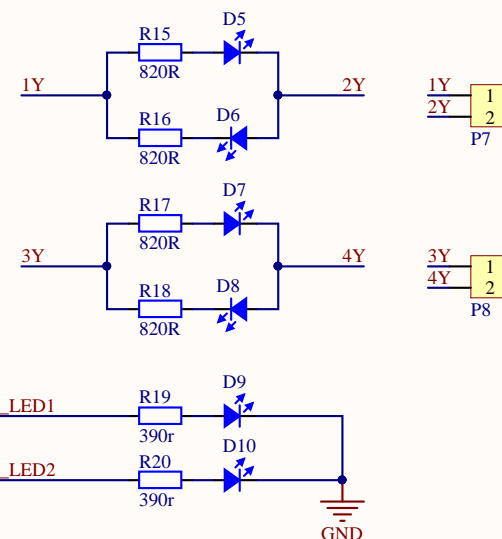 D5
R15
1Y
820R
2Y
1Y
1
2Y
2
R16
D6
P7
820R
D7
R17
3Y
820R
4Y
3Y
1
4Y
2
R18
D8
P8
820R
D9
R19
_LED1
390r
D10
R20
_LED2
390r
GND